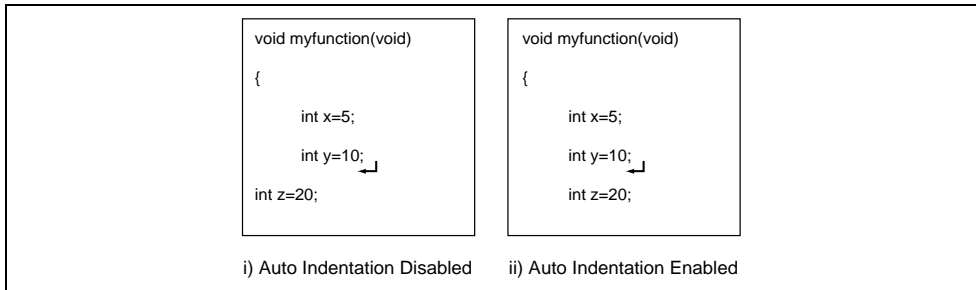 void myfunction(void)
{
int x=5;
int y=10;
int z=20;
i) Auto Indentation Disabled
void myfunction(void)
{
int x=5;
int y=10;
int z=20;
ii) Auto Indentation Enabled